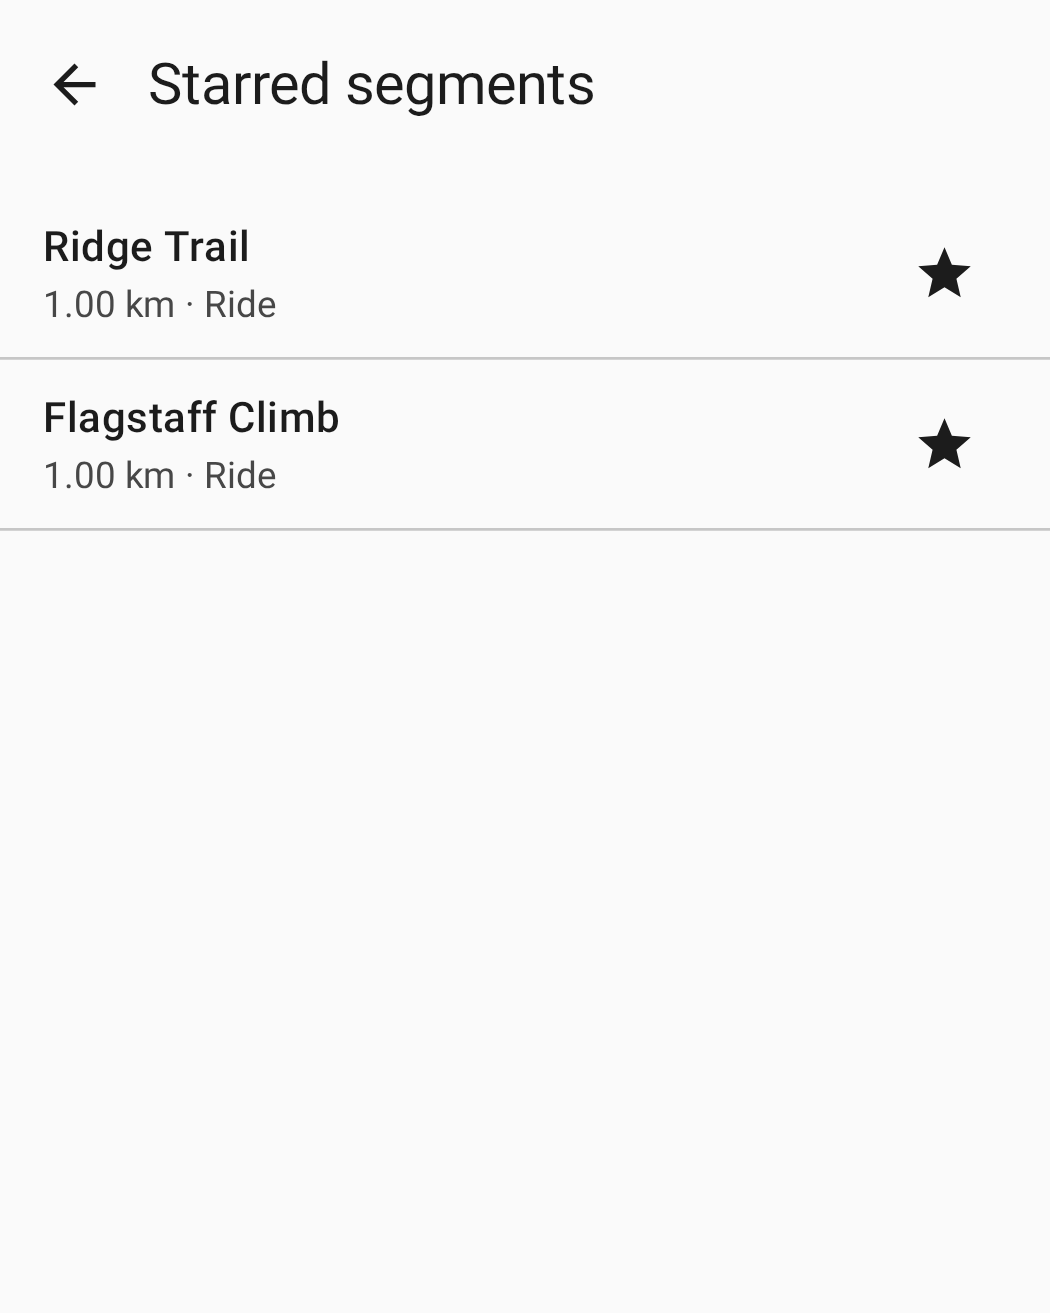 Starred segments
Ridge Trail
1.00 km · Ride
Flagstaff Climb
1.00 km · Ride